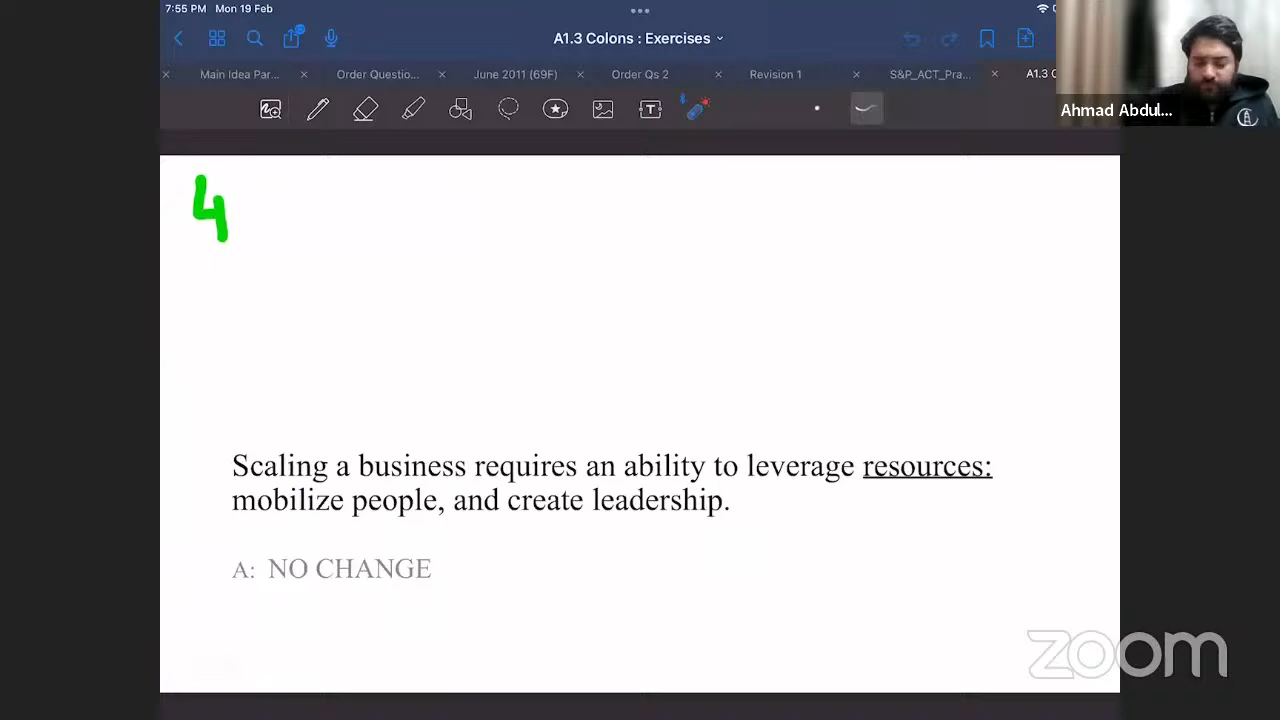 7:55 PM Mon 19 Feb
A1.3 Colons : Exercises
Main Idea Par...
Order Questio...
June 2011 (69F)
Order Qs 2
Revision 1
S&P_ACT_Pra...
A1.3 C
Ahmad Abdul...
4
Scaling a business requires an ability to leverage resources:
mobilize people, and create leadership.
A: NO CHANGE
zoom